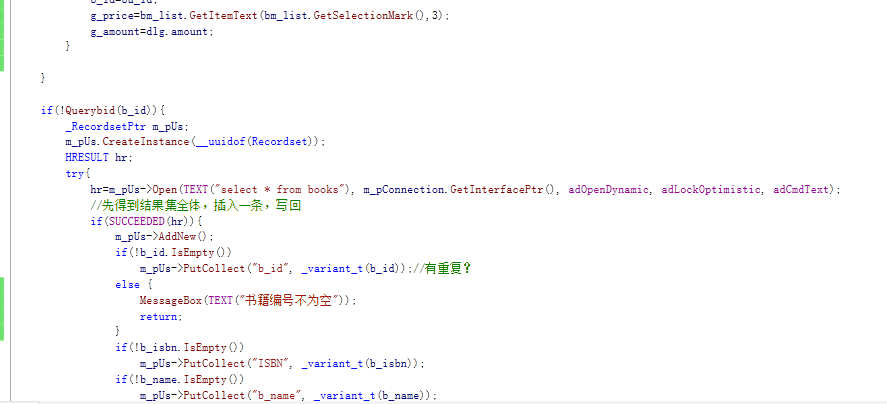 g_price=bm_list.GetItemText(bm_list.GetSelectionMark(),3);
g_amount=dlg.amount;
}
}
if(!Querybid(b_id)){
_RecordsetPtr m_pUs;
m_pUs.CreateInstance(__uuidof(Recordset));
HRESULT hr;
try{
hr=m_pUs->Open(TEXT("select * from books"), m_pConnection.GetInterfacePtr(), adOpenDynamic, adLockOptimistic, adCmdText);
//先得到结果集全体，插入一条，写回
if(SUCCEEDED(hr)){
m_pUs->AddNew();
if(!b_id.IsEmpty())
m_pUs->PutCollect("b_id", _variant_t(b_id));//有重复？
else {
MessageBox(TEXT("书籍编号不为空"));
return;
}
if(!b_isbn.IsEmpty())
m_pUs->PutCollect("ISBN", _variant_t(b_isbn));
if(!b_name.IsEmpty())
m_pUs->PutCollect("b_name", _variant_t(b_name));